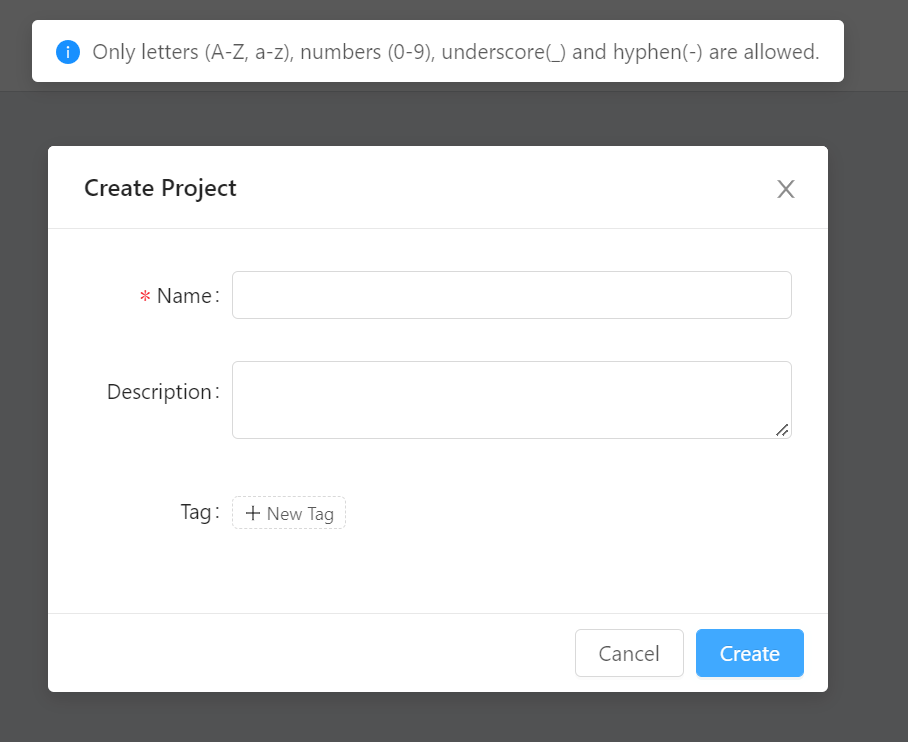 Only letters (A-Z, a-z), numbers (0-9), underscore(_) and hyphen(-) are allowed.
Create Project
* Name:
Description:
Tag: + New Tag
Cancel Create